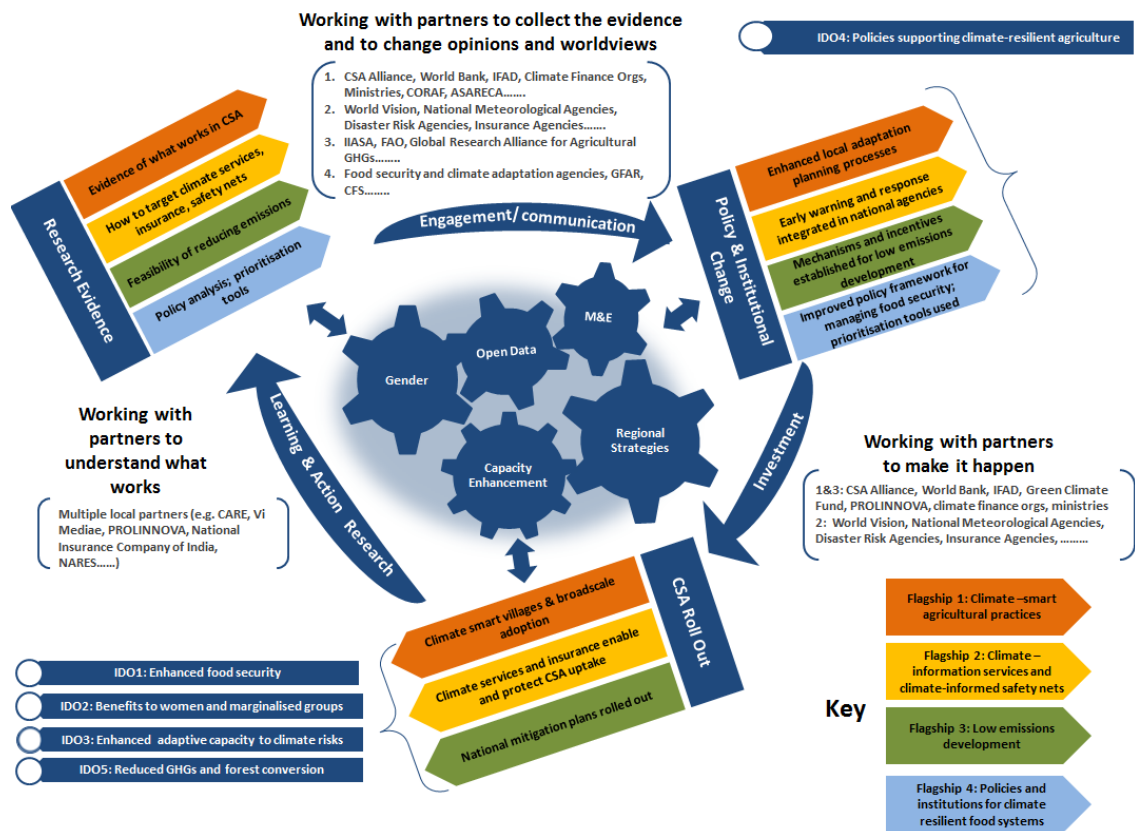 Working with partners to collect the evidence
and to change opinions and worldviews
1. CSA Alliance, World Bank, IFAD, Climate Finance Orgs,
Ministries, CORAF, ASARECA…….
2. World Vision, National Meteorological Agencies,
Disaster Risk Agencies, Insurance Agencies…….
3. IIASA, FAO, Global Research Alliance for Agricultural
GHGs……..
4. Food security and climate adaptation agencies, GFAR,
CFS……..
IDO4: Policies supporting climate-resilient agriculture
Research Evidence
Evidence of what works in CSA
How to target climate services,
insurance, safety nets
Feasibility of reducing emissions
Policy analysis; prioritisation
tools
Engagement/ communication
Policy & Institutional
Change
Enhanced local adaptation
planning processes
Early warning and response
integrated in national agencies
Mechanisms and incentives
established for low emissions
development
Improved policy framework for
managing food security;
prioritisation tools used
M&E
Open Data
Gender
Regional
Strategies
Capacity
Enhancement
Learning & Action Research
Investment
Working with
partners to
understand what
works
Multiple local partners (e.g. CARE, Vi
Mediae, PROLINNOVA, National
Insurance Company of India,
NARES……)
Working with partners
to make it happen
1&3: CSA Alliance, World Bank, IFAD, Green Climate
Fund, PROLINNOVA, climate finance orgs, ministries
2: World Vision, National Meteorological Agencies,
Disaster Risk Agencies, Insurance Agencies, ………
CSA Roll Out
Climate smart villages & broadscale
adoption
Climate services and insurance enable
and protect CSA uptake
National mitigation plans rolled out
IDO1: Enhanced food security
IDO2: Benefits to women and marginalised groups
IDO3: Enhanced adaptive capacity to climate risks
IDO5: Reduced GHGs and forest conversion
Key
Flagship 1: Climate –smart
agricultural practices
Flagship 2: Climate –
information services and
climate-informed safety nets
Flagship 3: Low emissions
development
Flagship 4: Policies and
institutions for climate
resilient food systems